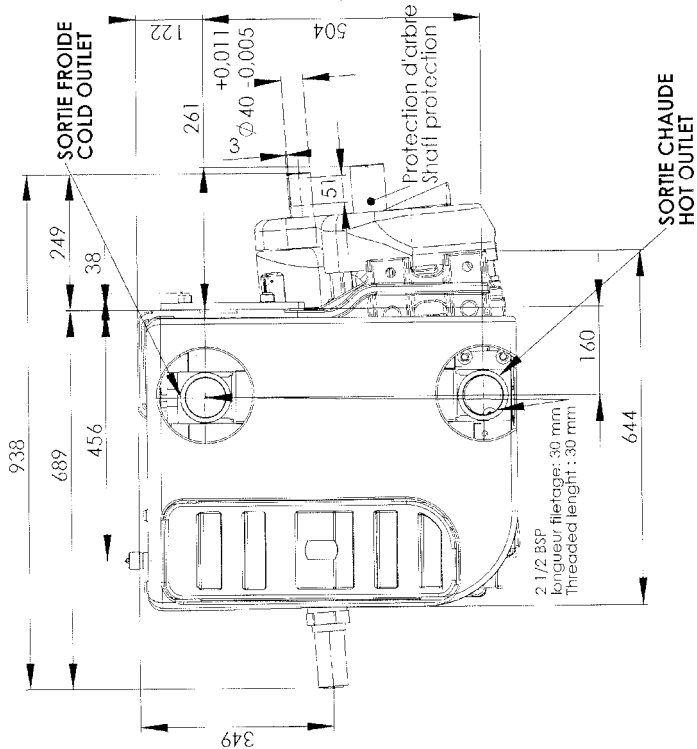 122
504
SORTIE FROIDE
COLD OUTLET
+0,011
Ø 40 -0,005
261
3
Protection d'arbre
Shaft protection
51
249
38
938
689
456
SORTIE CHAUDE
HOT OUTLET
160
644
2 1/2 BSP
longueur filetage: 30 mm
Threaded lenght : 30 mm
349